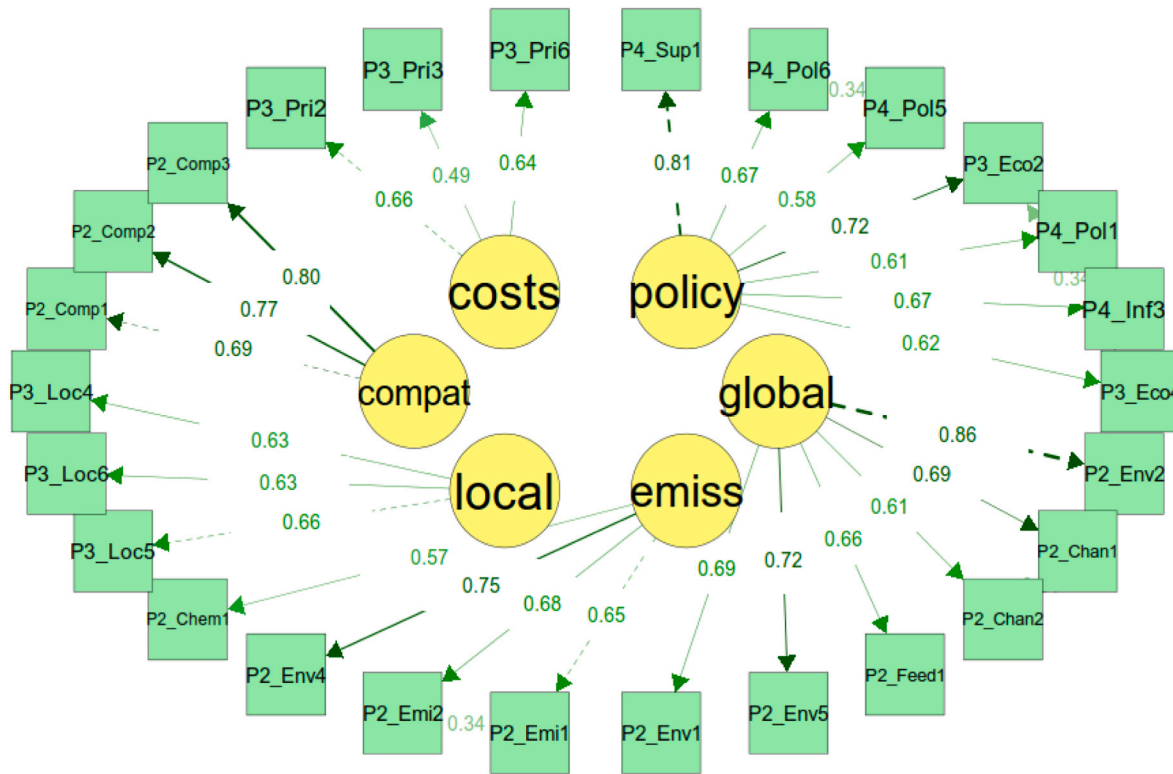 P3_Pri6
P4_Sup1
P3_Pri3
P4_Pol6
P3_Pri2
0.34
P4_Pol5
P2_Comp3
P3_Eco2
0.81
0.64
0.49
0.67
0.66
0.58
P2_Comp2
0.72
P4_Pol1
0.61
0.80
costs
policy
0.34
P2_Comp1
0.77
0.67
P4_Inf3
0.69
0.62
P3_Loc4
compat
global
P3_Eco4
0.63
0.86
P3_Loc6
0.63
0.69
P2_Env2
local
emiss
0.61
0.66
P3_Loc5
0.66
P2_Chan1
0.57
0.75
0.69
0.72
0.68
0.65
P2_Chem1
P2_Chan2
P2_Env4
P2_Feed1
P2_Emi2
0.34
P2_Emi1
P2_Env1
P2_Env5